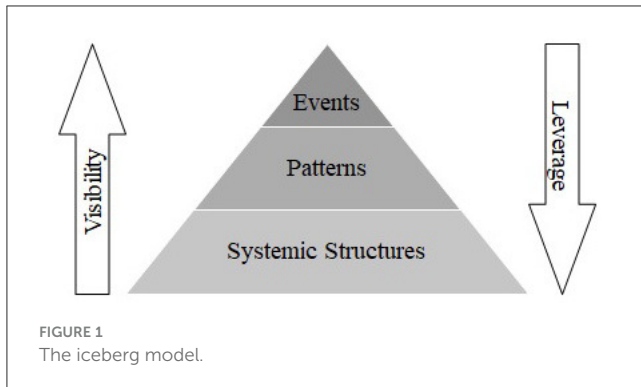 Events
Patterns
Systemic Structures
Visibility
Leverage
FIGURE 1
The iceberg model.